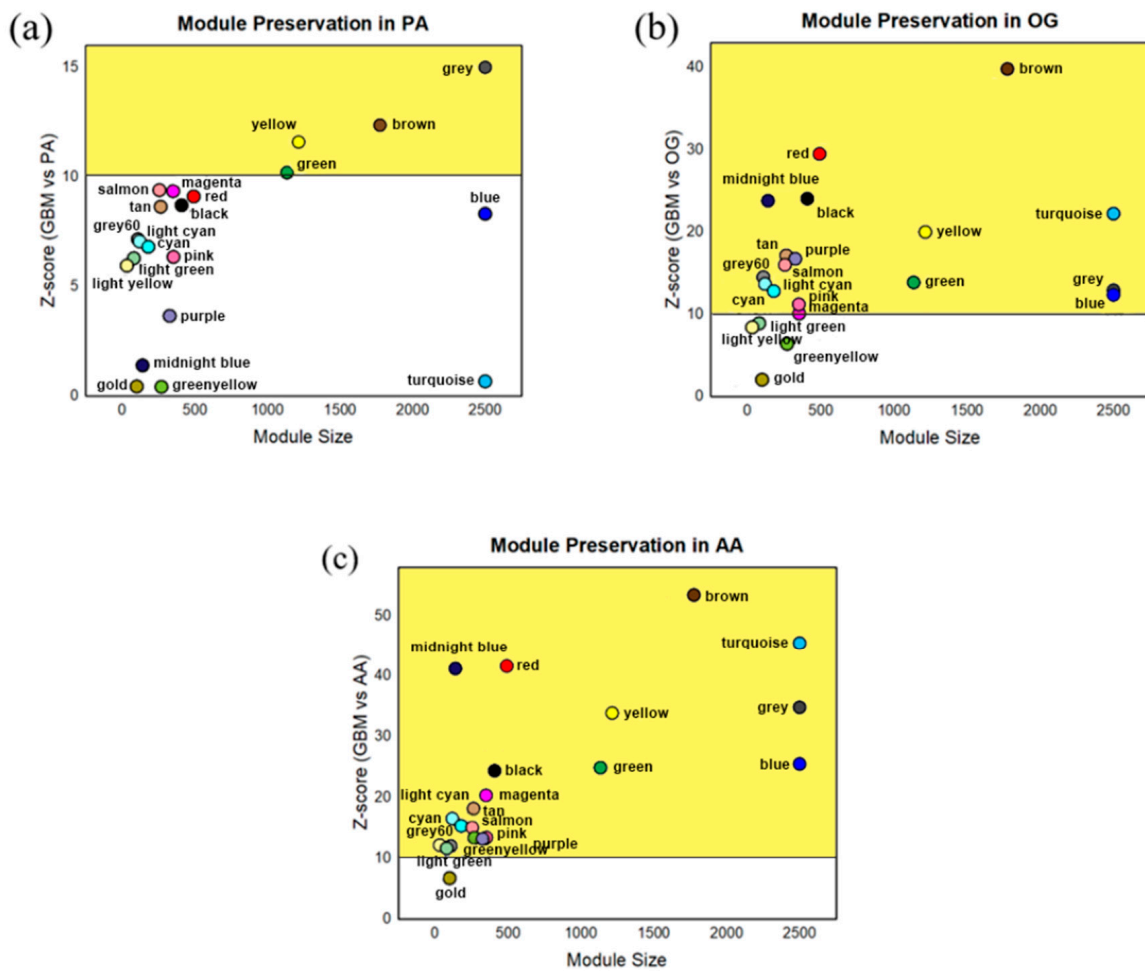 (a)
Module Preservation in PA
Z-score (GBM vs PA)
15
10
5
0
grey
brown
yellow
green
salmon
magenta
red
tan
black
blue
grey60
light cyan
cyan
pink
light green
light yellow
purple
midnight blue
gold
greenyellow
turquoise
0 500 1000 1500 2000 2500
Module Size
(b)
Module Preservation in OG
Z-score (GBM vs OG)
40
30
20
10
0
brown
red
midnight blue
black
turquoise
yellow
tan
purple
grey60
salmon
light cyan
green
grey
cyan
pink
blue
magenta
light green
light yellow
greenyellow
gold
0 500 1000 1500 2000 2500
Module Size
(c)
Module Preservation in AA
Z-score (GBM vs AA)
50
40
30
20
10
0
brown
midnight blue
red
turquoise
yellow
grey
black
green
blue
light cyan
magenta
tan
cyan
salmon
grey60
pink
purple
greenyellow
light green
gold
0 500 1000 1500 2000 2500
Module Size